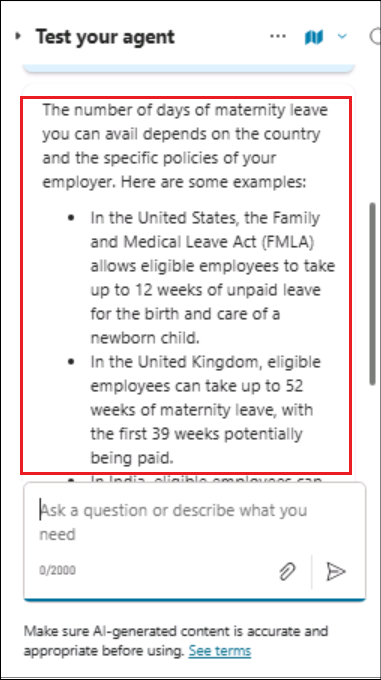 Test your agent
The number of days of maternity leave
you can avail depends on the country
and the specific policies of your
employer. Here are some examples:
• In the United States, the Family
and Medical Leave Act (FMLA)
allows eligible employees to take
up to 12 weeks of unpaid leave
for the birth and care of a
newborn child.
• In the United Kingdom, eligible
employees can take up to 52
weeks of maternity leave, with
the first 39 weeks potentially
being paid.
• In India, eligible employees can
Ask a question or describe what you
need
0/2000
Make sure AI-generated content is accurate and
appropriate before using. See terms